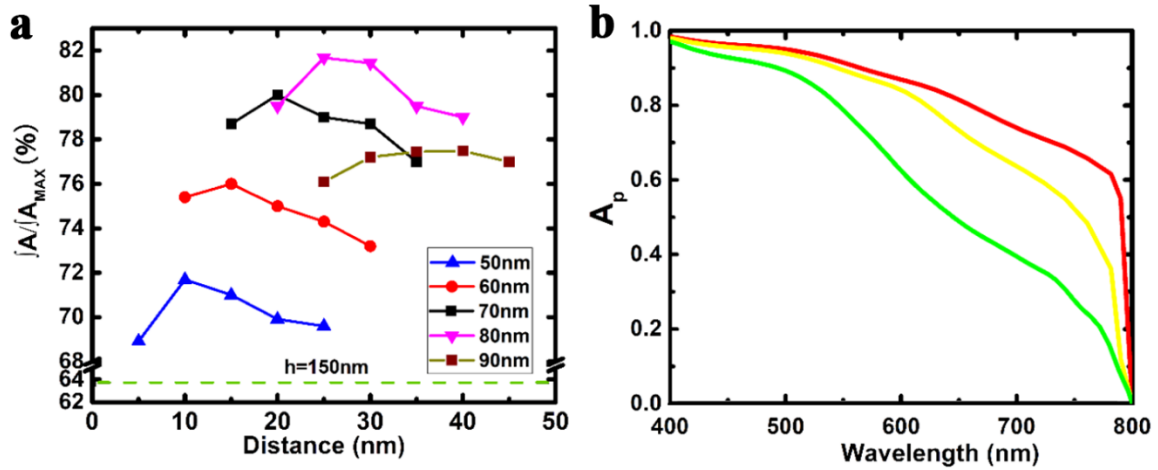 a
∫A/∫A_MAX (%)
82
80
78
76
74
72
70
68
64
62
0 10 20 30 40 50
Distance (nm)
h=150nm
50nm
60nm
70nm
80nm
90nm
b
A_p
1.0
0.8
0.6
0.4
0.2
0.0
400 500 600 700 800
Wavelength (nm)